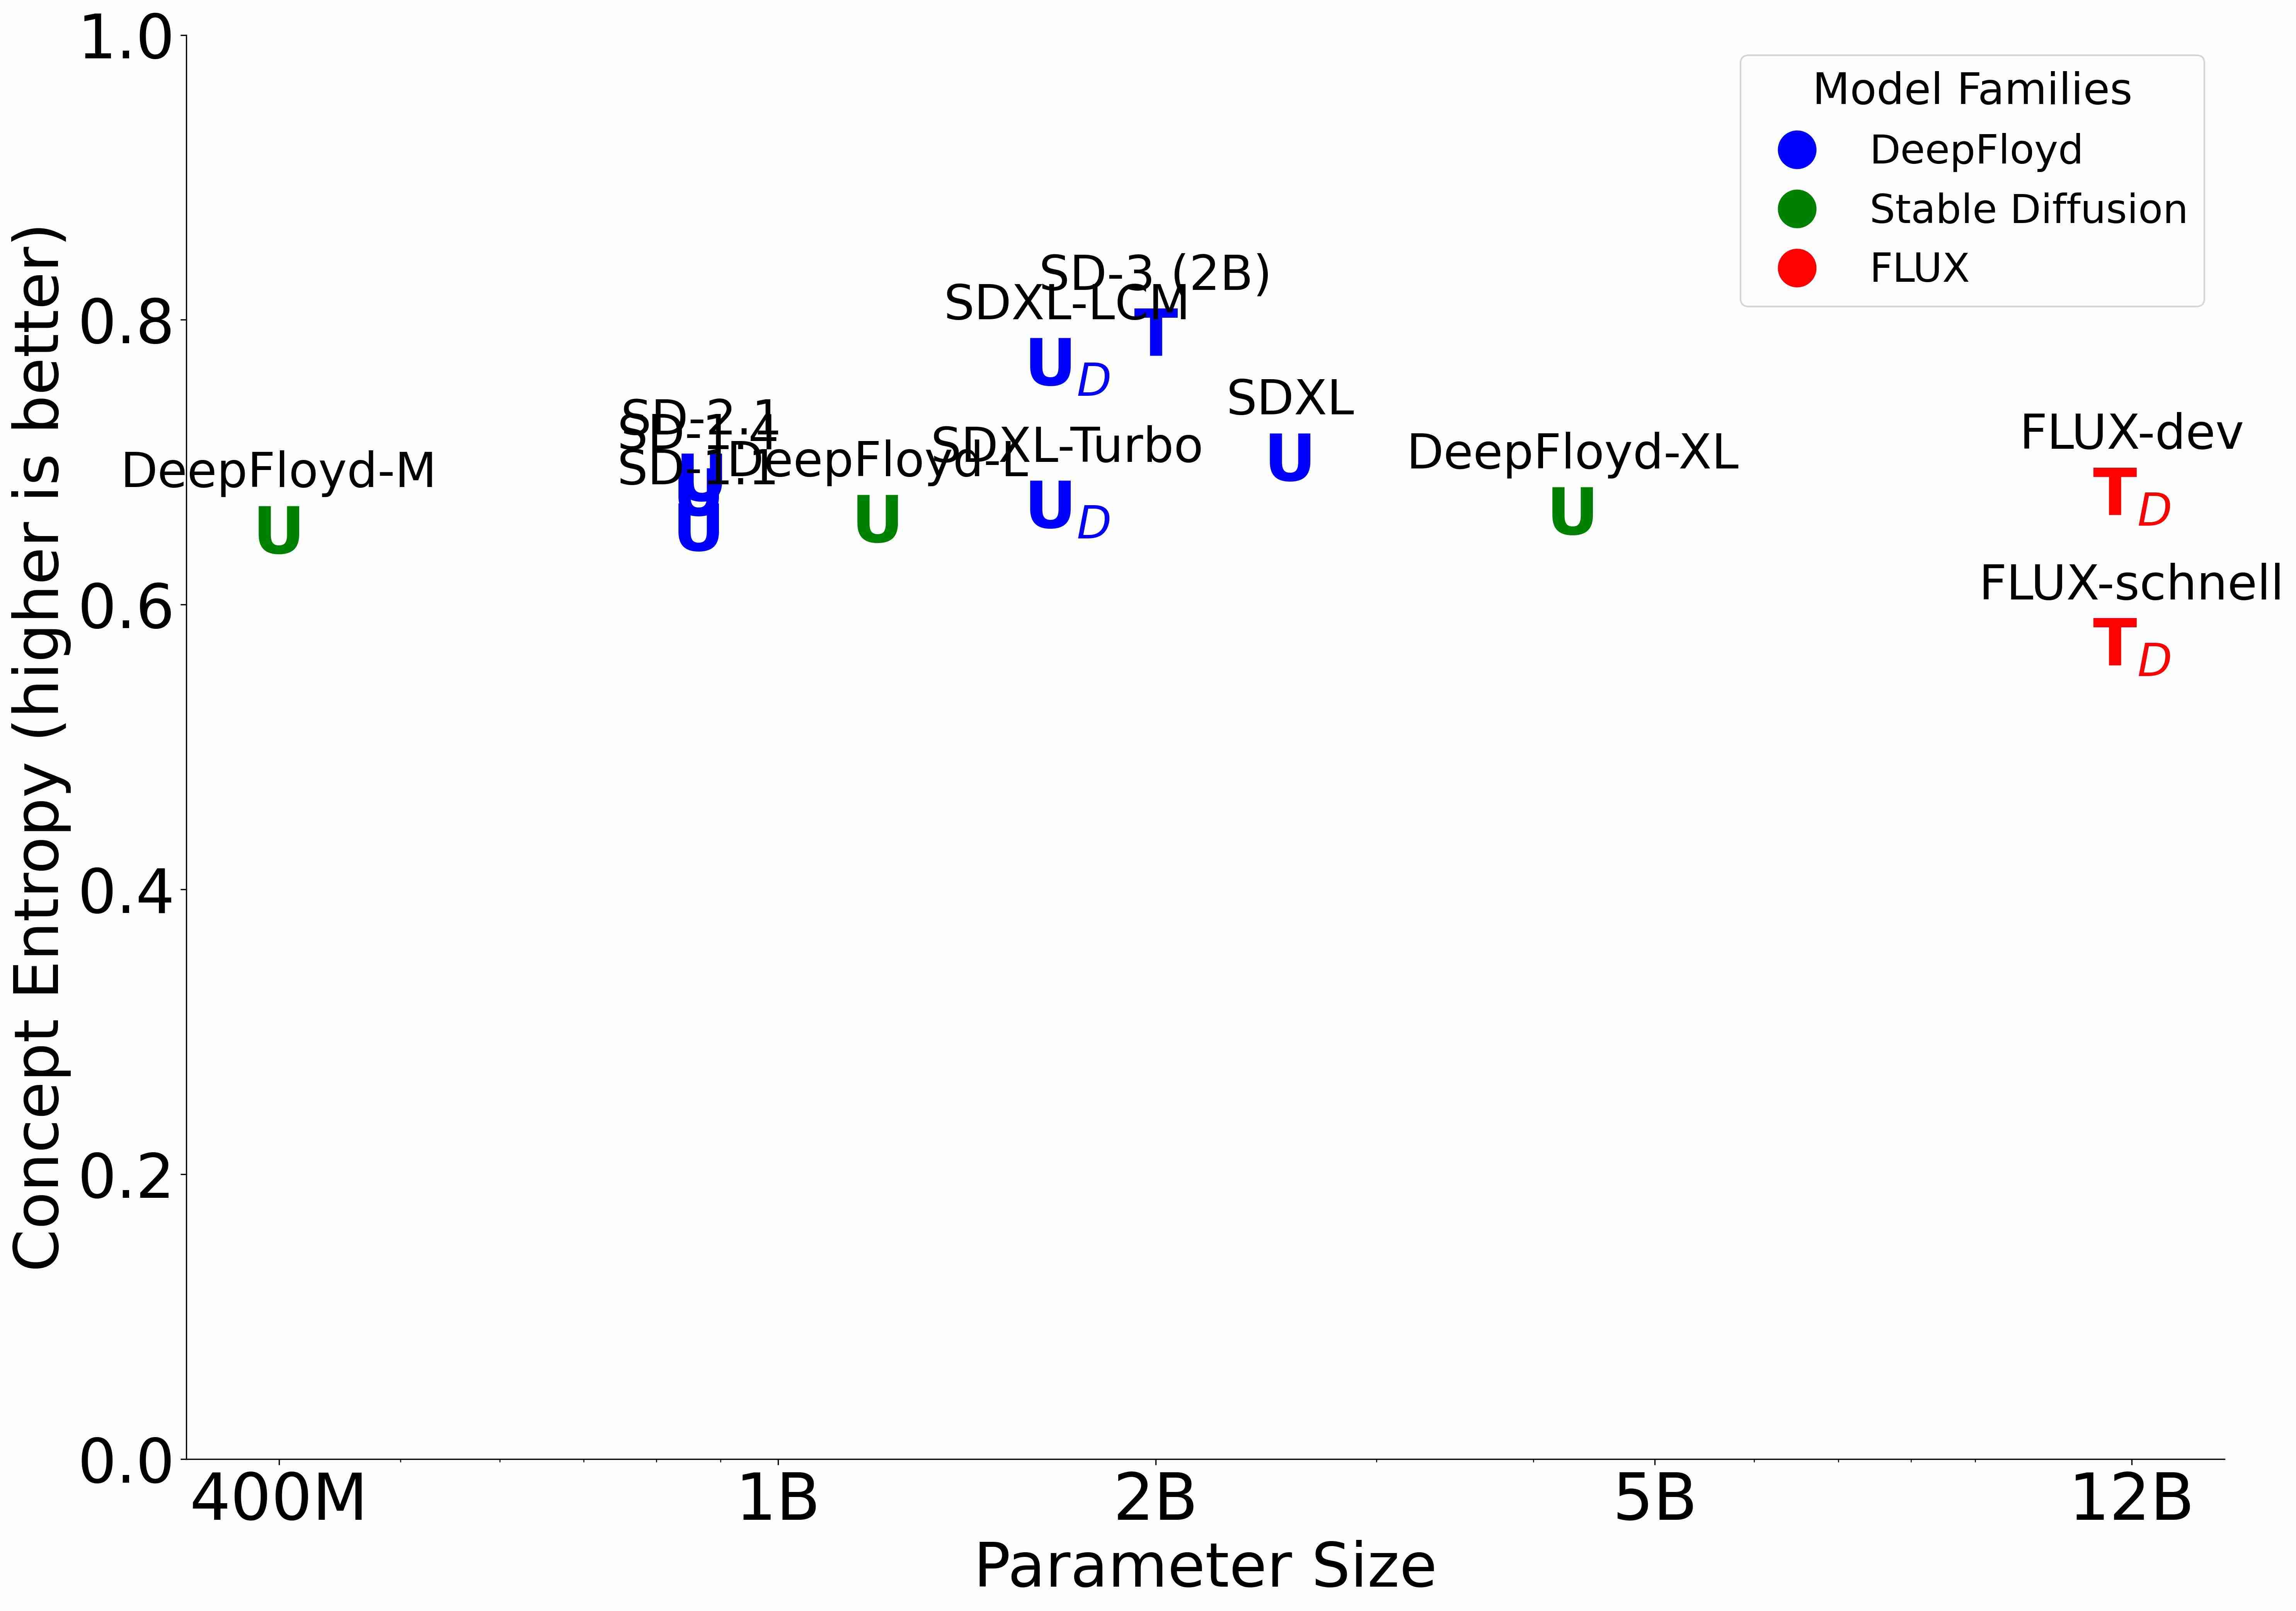 Concept Entropy (higher is better)
1.0
0.8
0.6
0.4
0.2
0.0
Model Families
DeepFloyd
Stable Diffusion
FLUX
SD-3 (2B)
T
SDXL-LCM
U D
SDXL
U
SD-2.1
U
SD-1.4
U
SD-1.1
U
DeepFloyd-M
U
DeepFloyd-L
U
SDXL-Turbo
U D
DeepFloyd-XL
U
FLUX-dev
T D
FLUX-schnell
T D
400M
1B
2B
5B
12B
Parameter Size